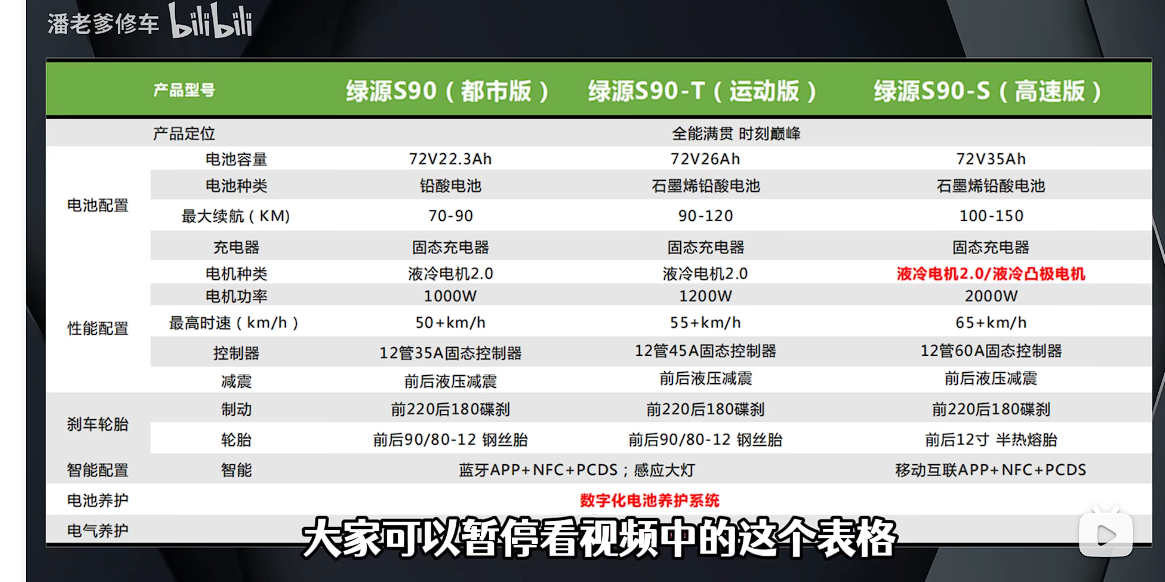 潘老爹修车 bilibili
产品型号 绿源S90（都市版） 绿源S90-T（运动版） 绿源S90-S（高速版）
产品定位 全能满贯 时刻巅峰
电池容量 72V22.3Ah 72V26Ah 72V35Ah
电池种类 铅酸电池 石墨烯铅酸电池 石墨烯铅酸电池
电池配置
最大续航（KM) 70-90 90-120 100-150
充电器 固态充电器 固态充电器 固态充电器
电机种类 液冷电机2.0 液冷电机2.0 液冷电机2.0/液冷凸极电机
电机功率 1000W 1200W 2000W
性能配置
最高时速（km/h） 50+km/h 55+km/h 65+km/h
控制器 12管35A固态控制器 12管45A固态控制器 12管60A固态控制器
减震 前后液压减震 前后液压减震 前后液压减震
刹车轮胎
制动 前220后180碟刹 前220后180碟刹 前220后180碟刹
轮胎 前后90/80-12 钢丝胎 前后90/80-12 钢丝胎 前后12寸 半热熔胎
智能配置 智能 蓝牙APP+NFC+PCDS；感应大灯 移动互联APP+NFC+PCDS
电池养护 数字化电池养护系统
电气养护
大家可以暂停看视频中的这个表格